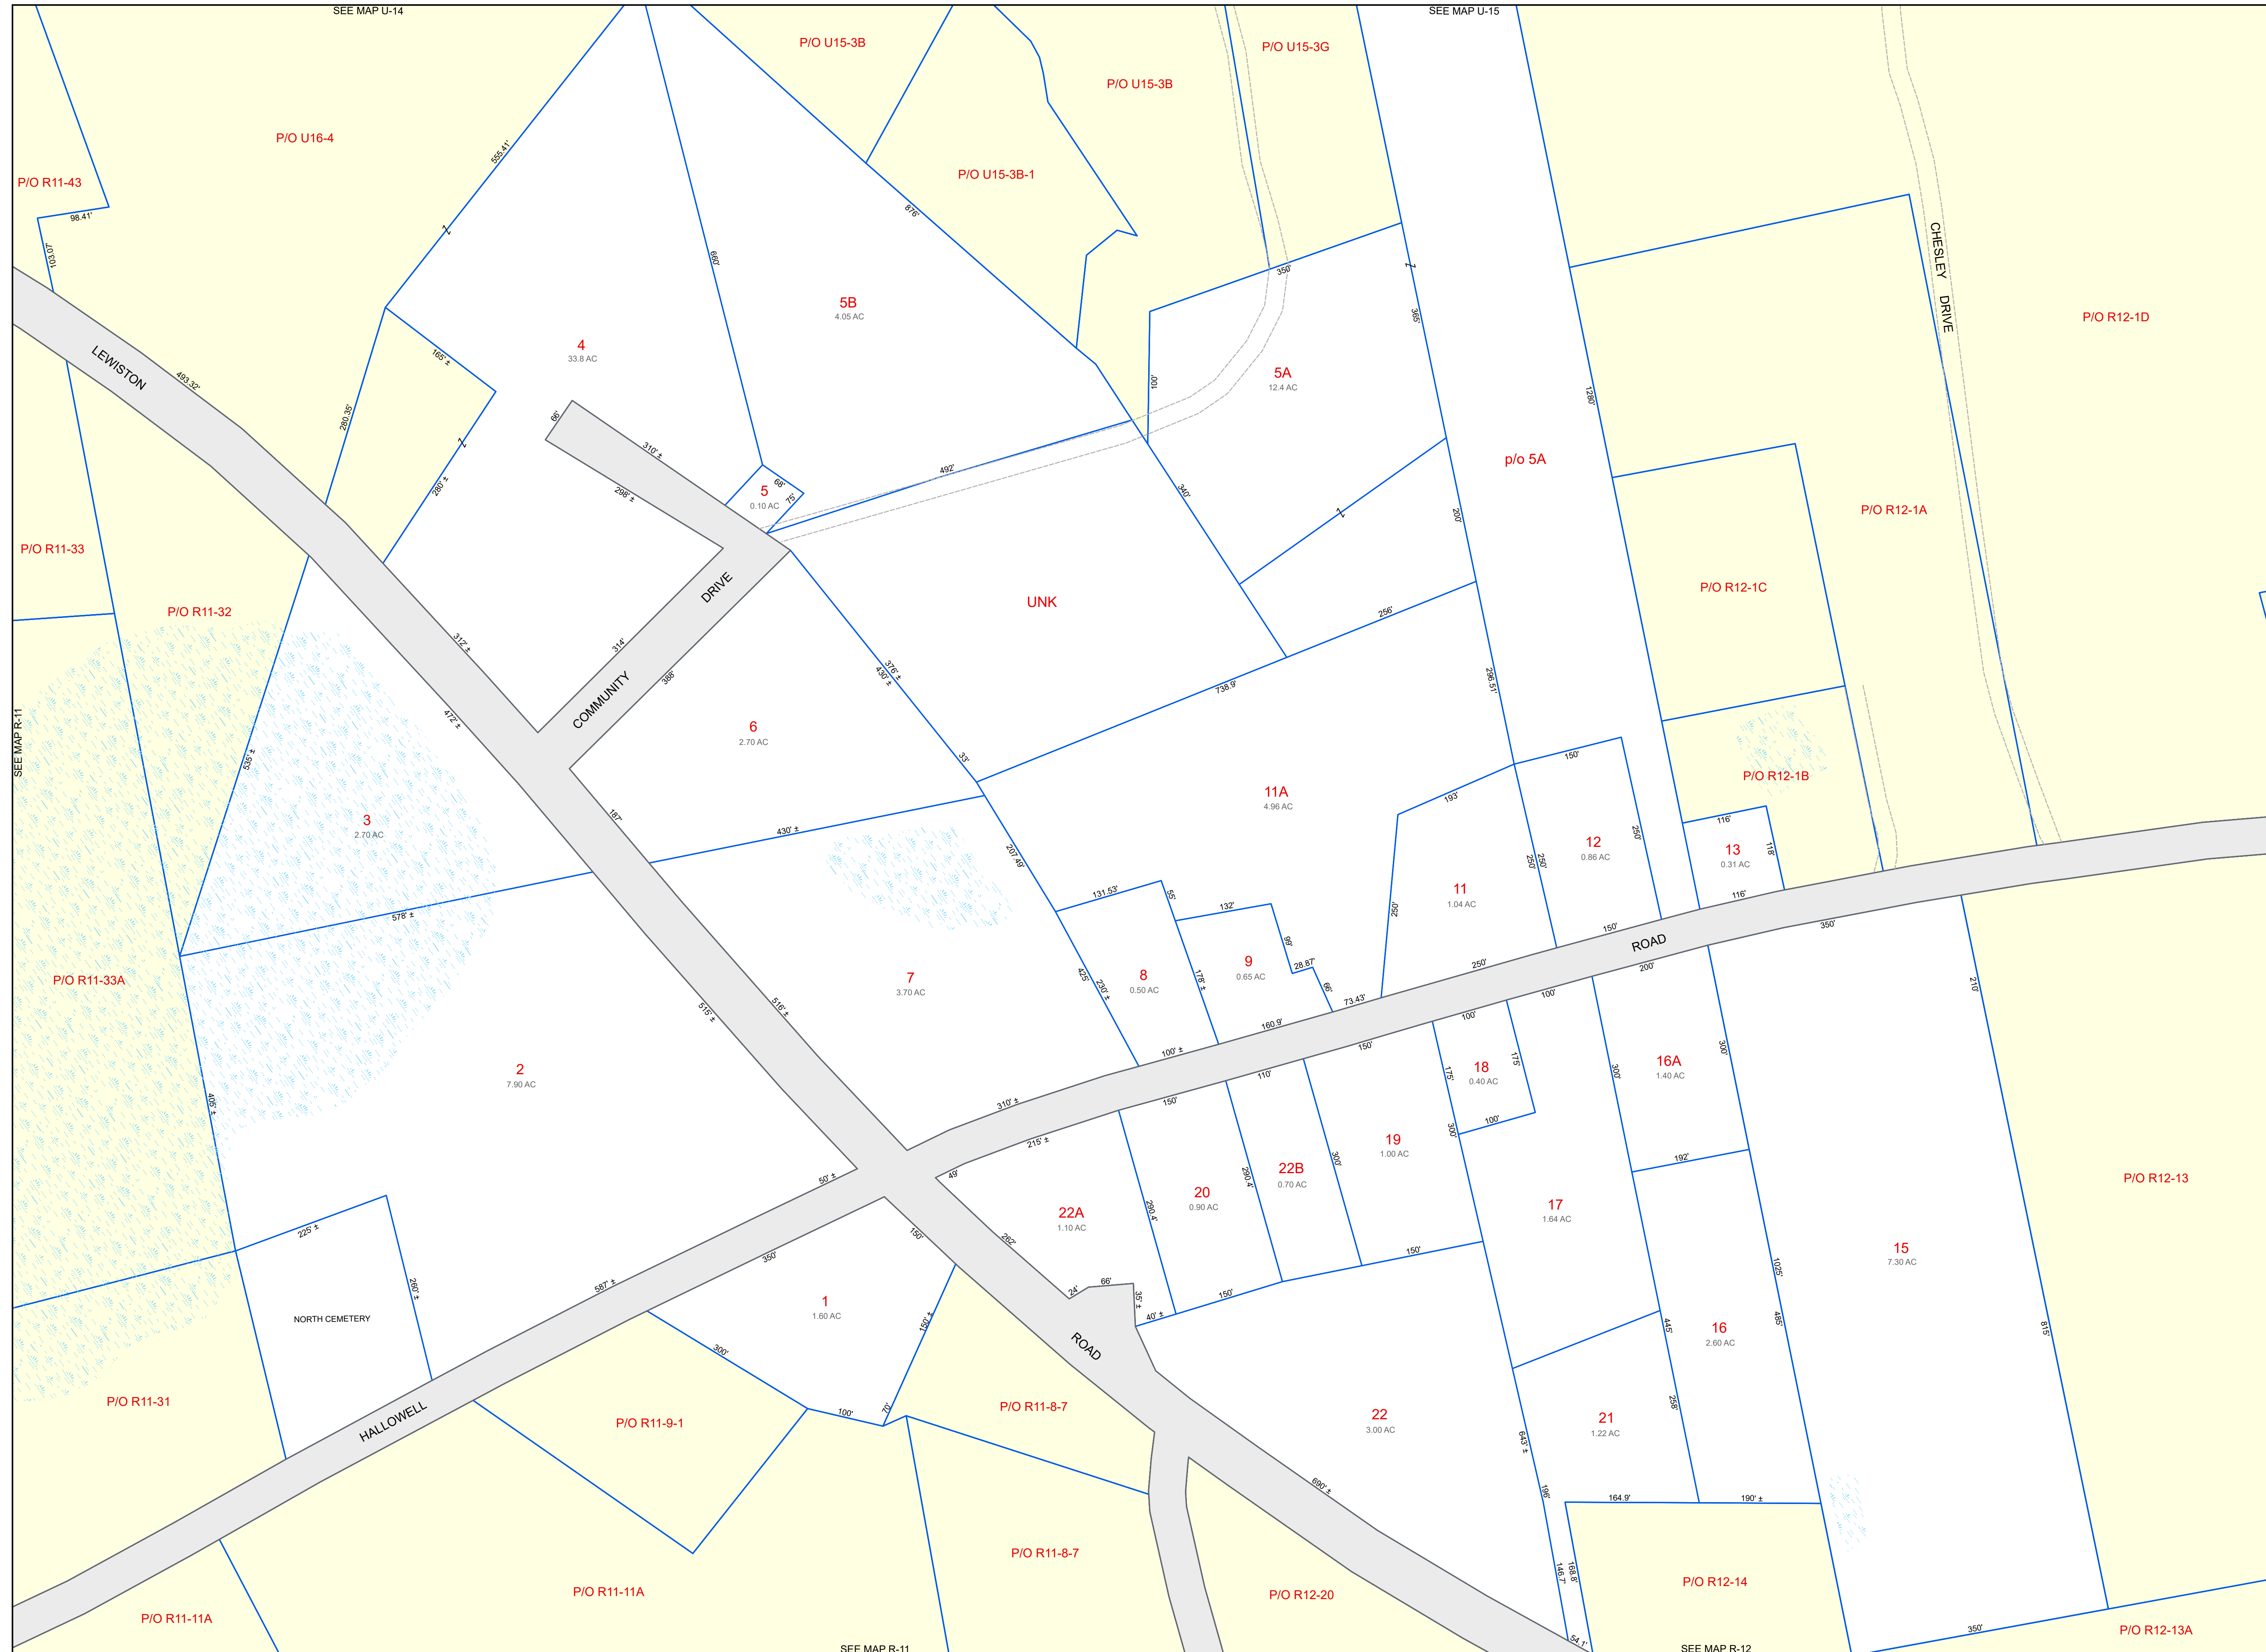 SEE MAP U-14
SEE MAP U-15
P/O U15-3B
P/O U15-3G
P/O U15-3B
P/O U16-4
P/O U15-3B-1
P/O R11-43
98.41'
103.07'
555.41'
Z
876'
660'
350'
Z
365'
CHESLEY DRIVE
P/O R12-1D
5B
4.05 AC
4
33.8 AC
5A
12.4 AC
100'
1280'
LEWISTON
493.32'
165' ±
280.35'
66'
310' ±
Z
280' ±
298' ±
68'
5
0.10 AC
75'
492'
340'
p/o 5A
Z
200'
P/O R12-1A
P/O R11-33
P/O R11-32
P/O R12-1C
DRIVE
COMMUNITY
314'
388'
UNK
256'
312' ±
472' ±
376' ±
430' ±
738.9'
296.51'
SEE MAP R-11
535' ±
6
2.70 AC
33'
150'
P/O R12-1B
11A
4.96 AC
193'
3
2.70 AC
187'
430' ±
207.49'
250'
250'
250'
12
0.86 AC
116'
13
0.31 AC
118'
116'
578' ±
131.53'
55'
132'
99'
28.87'
66'
11
1.04 AC
250'
150'
ROAD
350'
P/O R11-33A
7
3.70 AC
425'
230' ±
8
0.50 AC
178' ±
9
0.65 AC
73.43'
250'
200'
100'
210'
515' ±
516' ±
160.9'
100' ±
150'
100'
2
7.90 AC
405' ±
310' ±
215' ±
150'
110'
175'
18
0.40 AC
175'
100'
300'
300'
16A
1.40 AC
300'
192'
50' ±
49'
19
1.00 AC
300'
22B
0.70 AC
290.4'
20
0.90 AC
290.4'
22A
1.10 AC
17
1.64 AC
P/O R12-13
225' ±
260' ±
150'
262'
350'
587' ±
150'
15
7.30 AC
1025'
485'
24'
66'
35' ±
40' ±
150'
NORTH CEMETERY
1
1.60 AC
150' ±
ROAD
445'
16
2.60 AC
815'
300'
100'
70'
P/O R11-31
HALLOWELL
P/O R11-9-1
P/O R11-8-7
22
3.00 AC
643' ±
21
1.22 AC
258'
690' ±
196'
164.9'
190' ±
P/O R11-8-7
146.7'
168.8'
P/O R12-14
P/O R11-11A
P/O R12-20
P/O R11-11A
54.1'
350'
P/O R12-13A
SEE MAP R-11
SEE MAP R-12